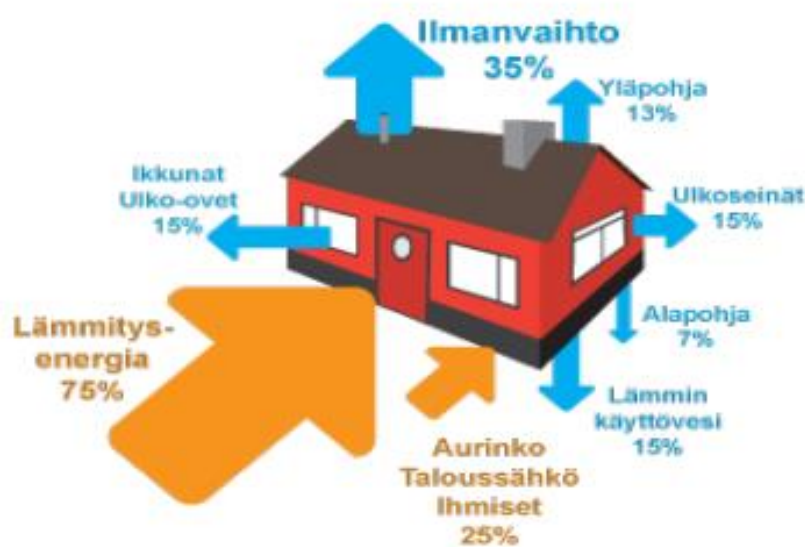 Ilmanvaihto
35%
Yläpohja
13%
Ikkunat
Ulko-ovet
15%
Ulkoseinät
15%
Lämmitys-
energia
75%
Alapohja
7%
Lämmin
käyttövesi
15%
Aurinko
Taloussähkö
Ihmiset
25%